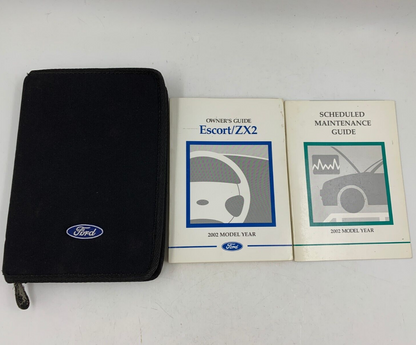 Ford
OWNER'S GUIDE
Escort/ZX2
2002 MODEL YEAR
Ford
SCHEDULED
MAINTENANCE
GUIDE
2002 MODEL YEAR